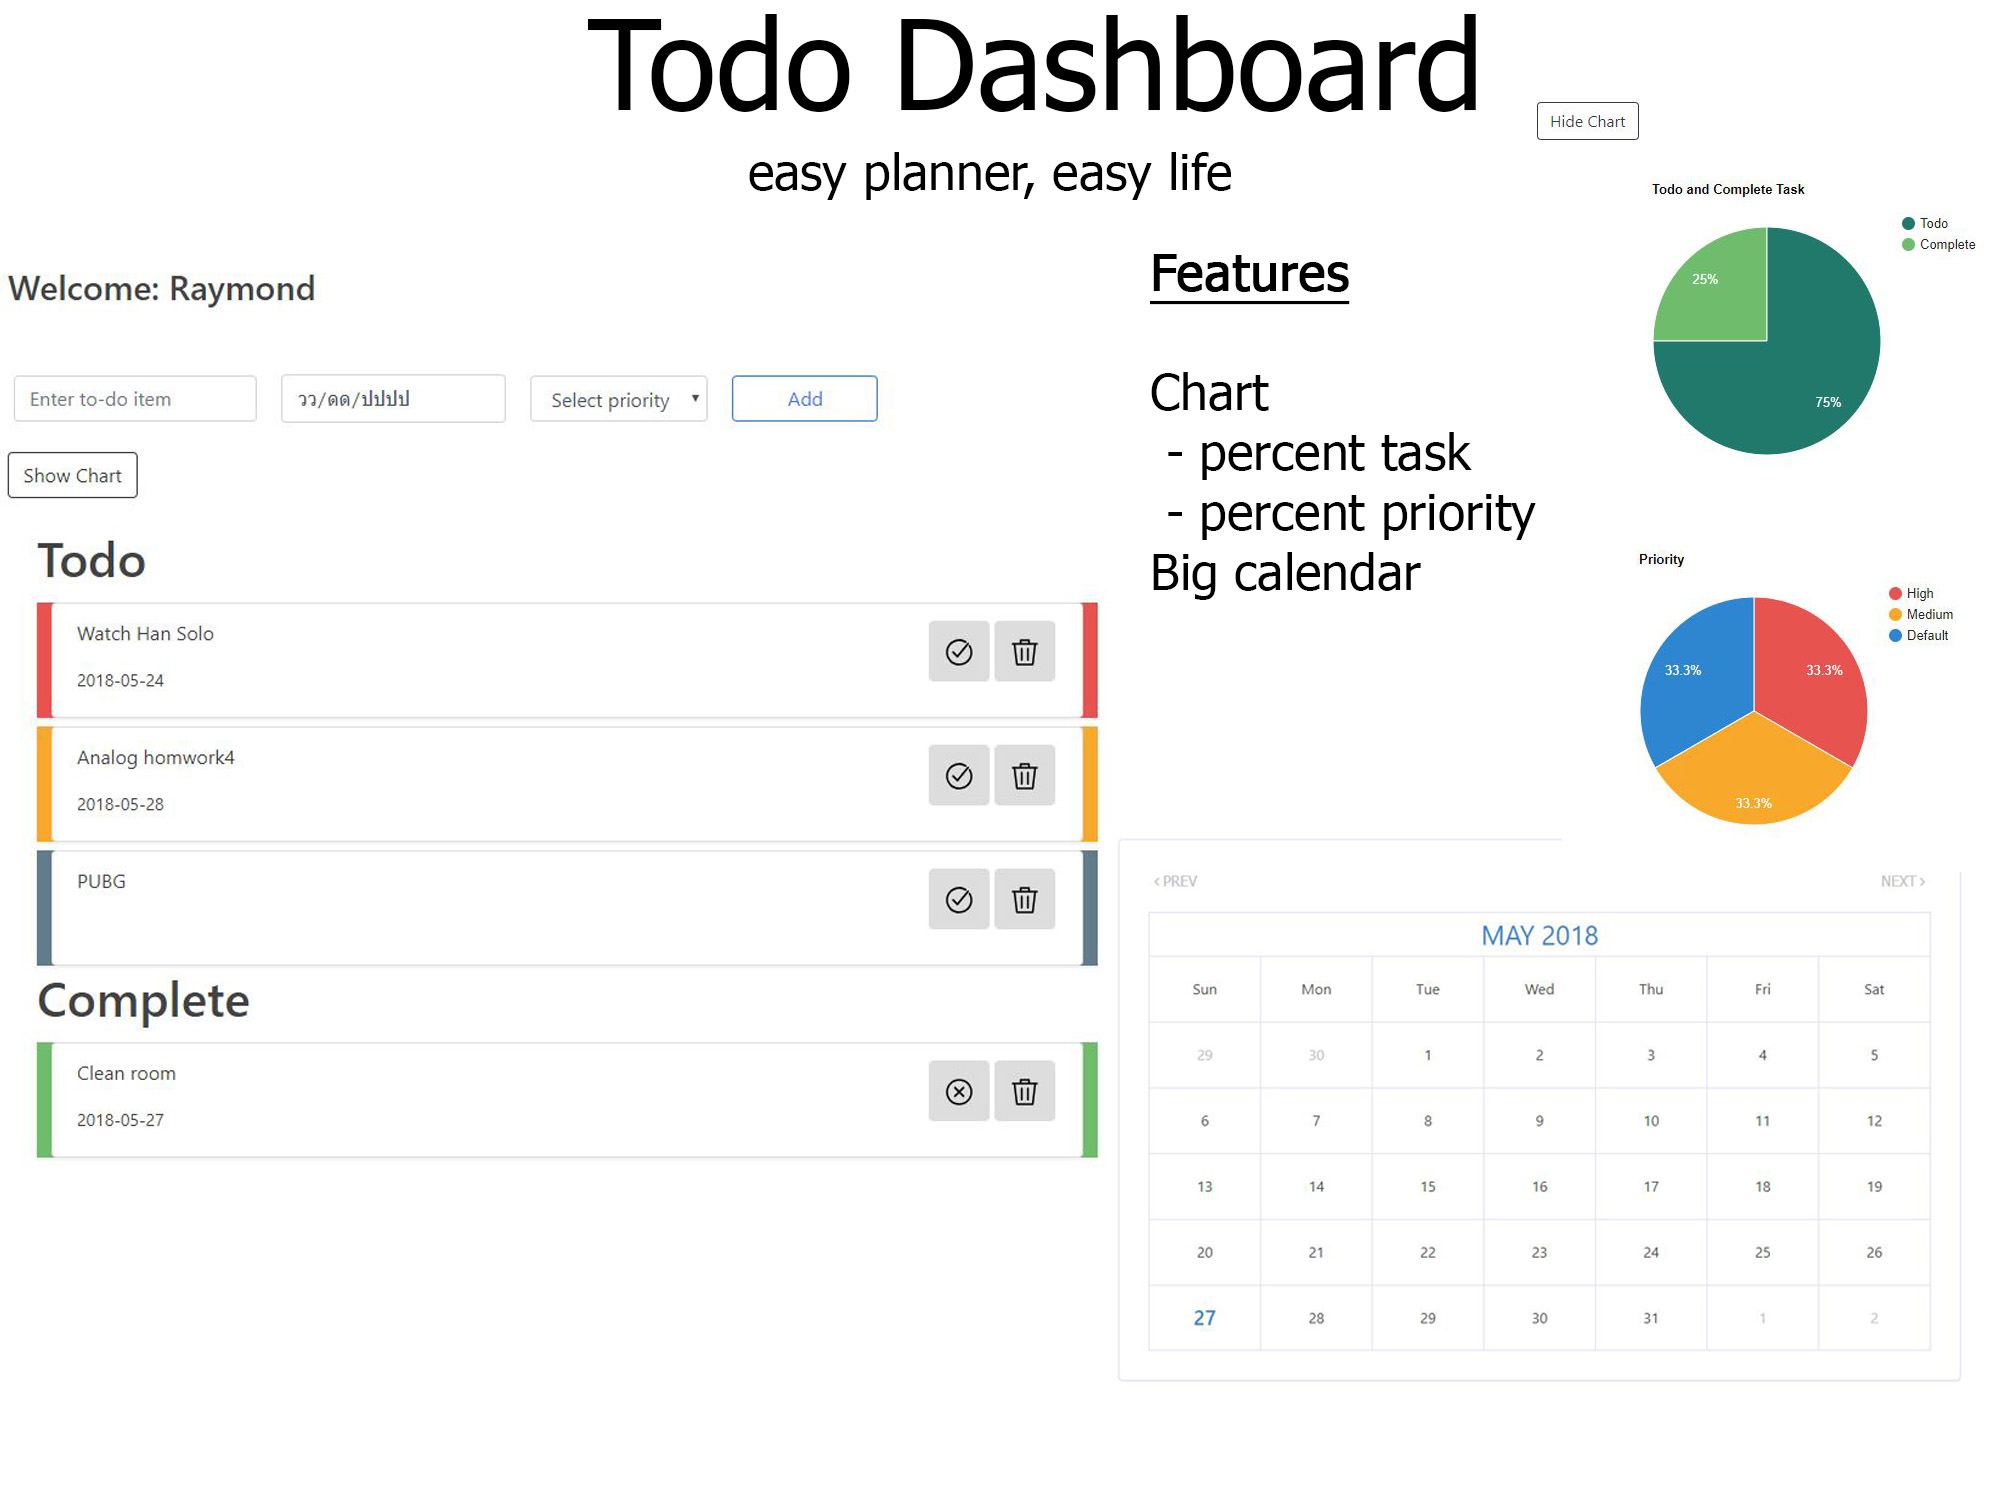 Todo Dashboard
easy planner, easy life
Hide Chart
Welcome: Raymond
Enter to-do item
วว/ดด/ปปปป
Select priority
Add
Show Chart
Todo
Watch Han Solo
2018-05-24
Analog homwork4
2018-05-28
PUBG
Complete
Clean room
2018-05-27
Features
Chart
- percent task
- percent priority
Big calendar
Todo and Complete Task
Todo
Complete
25%
75%
Priority
High
Medium
Default
33.3%
33.3%
33.3%
‹ PREV
NEXT ›
MAY 2018
Sun Mon Tue Wed Thu Fri Sat
29 30 1 2 3 4 5
6 7 8 9 10 11 12
13 14 15 16 17 18 19
20 21 22 23 24 25 26
27 28 29 30 31 1 2